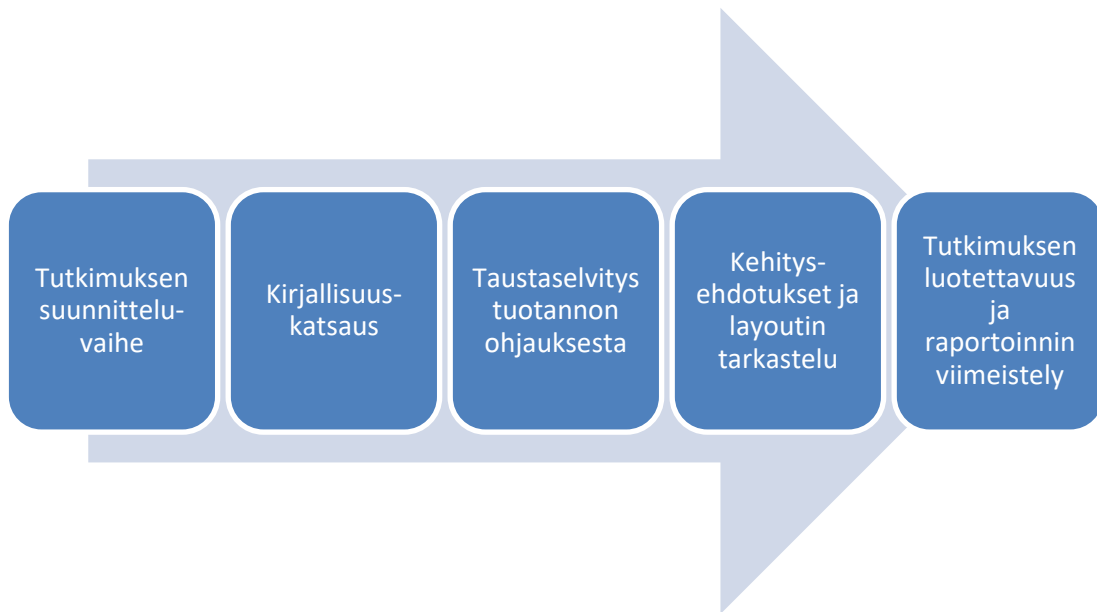 Tutkimuksen
suunnittelu-
vaihe
Kirjallisuus-
katsaus
Taustaselvitys
tuotannon
ohjauksesta
Kehitys-
ehdotukset ja
layoutin
tarkastelu
Tutkimuksen
luotettavuus
ja
raportoinnin
viimeistely